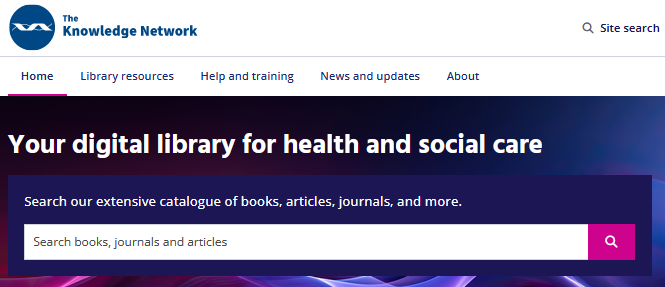 The
Knowledge Network
Site search
Home Library resources Help and training News and updates About
Your digital library for health and social care
Search our extensive catalogue of books, articles, journals, and more.
Search books, journals and articles